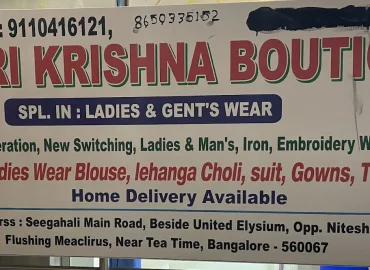 : 9110416121, 8659335152
RI KRISHNA BOUTI
SPL. IN : LADIES & GENT'S WEAR
eration, New Switching, Ladies & Man's, Iron, Embroidery W
dies Wear Blouse, lehanga Choli, suit, Gowns, T
Home Delivery Available
rss : Seegahali Main Road, Beside United Elysium, Opp. Nitesh
Flushing Meaclirus, Near Tea Time, Bangalore - 560067